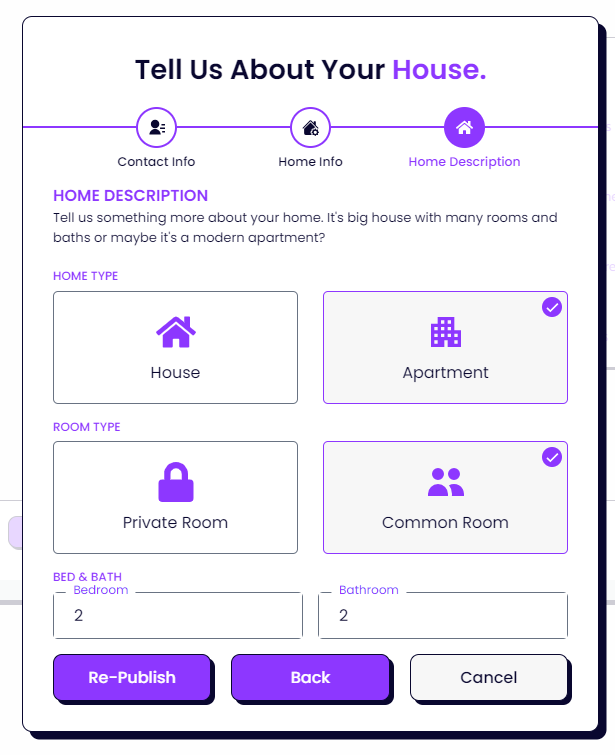 Tell Us About Your House.
Contact Info
Home Info
Home Description
HOME DESCRIPTION
Tell us something more about your home. It's big house with many rooms and
baths or maybe it's a modern apartment?
HOME TYPE
House
Apartment
ROOM TYPE
Private Room
Common Room
BED & BATH
Bedroom
Bathroom
2
2
Re-Publish
Back
Cancel